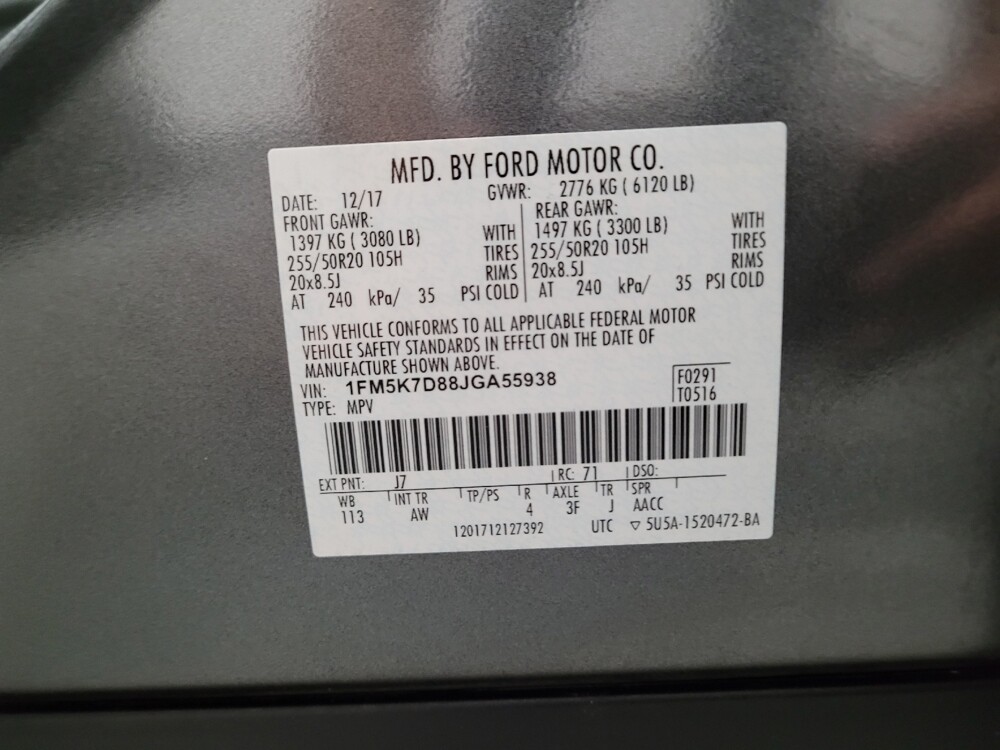 MFD. BY FORD MOTOR CO.
DATE: 12/17 GVWR: 2776 KG ( 6120 LB)
FRONT GAWR: REAR GAWR:
1397 KG ( 3080 LB) WITH 1497 KG ( 3300 LB) WITH
255/50R20 105H TIRES 255/50R20 105H TIRES
20x8.5J RIMS 20x8.5J RIMS
AT 240 kPa/ 35 PSI COLD AT 240 kPa/ 35 PSI COLD
THIS VEHICLE CONFORMS TO ALL APPLICABLE FEDERAL MOTOR
VEHICLE SAFETY STANDARDS IN EFFECT ON THE DATE OF
MANUFACTURE SHOWN ABOVE.
VIN: 1FM5K7D88JGA55938 F0291
TYPE: MPV T0516
EXT PNT: J7 RC: 71 DSO:
WB INT TR TP/PS R AXLE TR SPR
113 AW 4 3F J AACC
1201712127392 UTC ▽ 5U5A-1520472-BA